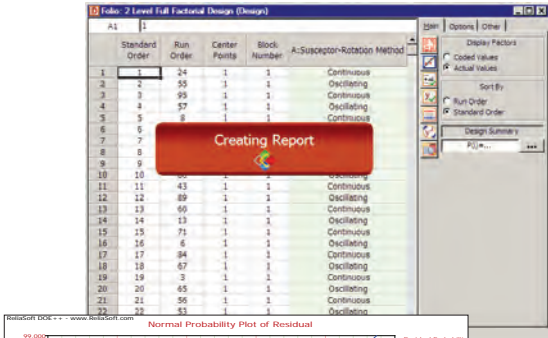 Folio: 2 Level Full Factorial Design (Design)
A1 1
Main Options Other
Standard Order Run Order Center Points Block Number A:Susceptor-Rotation Method
Display Factors
Coded Values
Actual Values
Sort By
Run Order
Standard Order
Design Summary
...
1 1 24 1 1 Continuous
2 2 55 1 1 Oscillating
3 3 95 1 1 Continuous
4 4 57 1 1 Oscillating
5 5 8 1 1 Continuous
6 6
7 7
8 8
9 9
Creating Report
10 10 1 1 Oscillating
11 11 43 1 1 Continuous
12 12 89 1 1 Oscillating
13 13 60 1 1 Continuous
14 14 13 1 1 Oscillating
15 15 71 1 1 Continuous
16 16 6 1 1 Oscillating
17 17 84 1 1 Continuous
18 18 67 1 1 Oscillating
19 19 3 1 1 Continuous
20 20 65 1 1 Oscillating
21 21 56 1 1 Continuous
22 22 53 1 1 Oscillating
ReliaSoft DOE++ - www.ReliaSoft.com
Normal Probability Plot of Residual
99.000